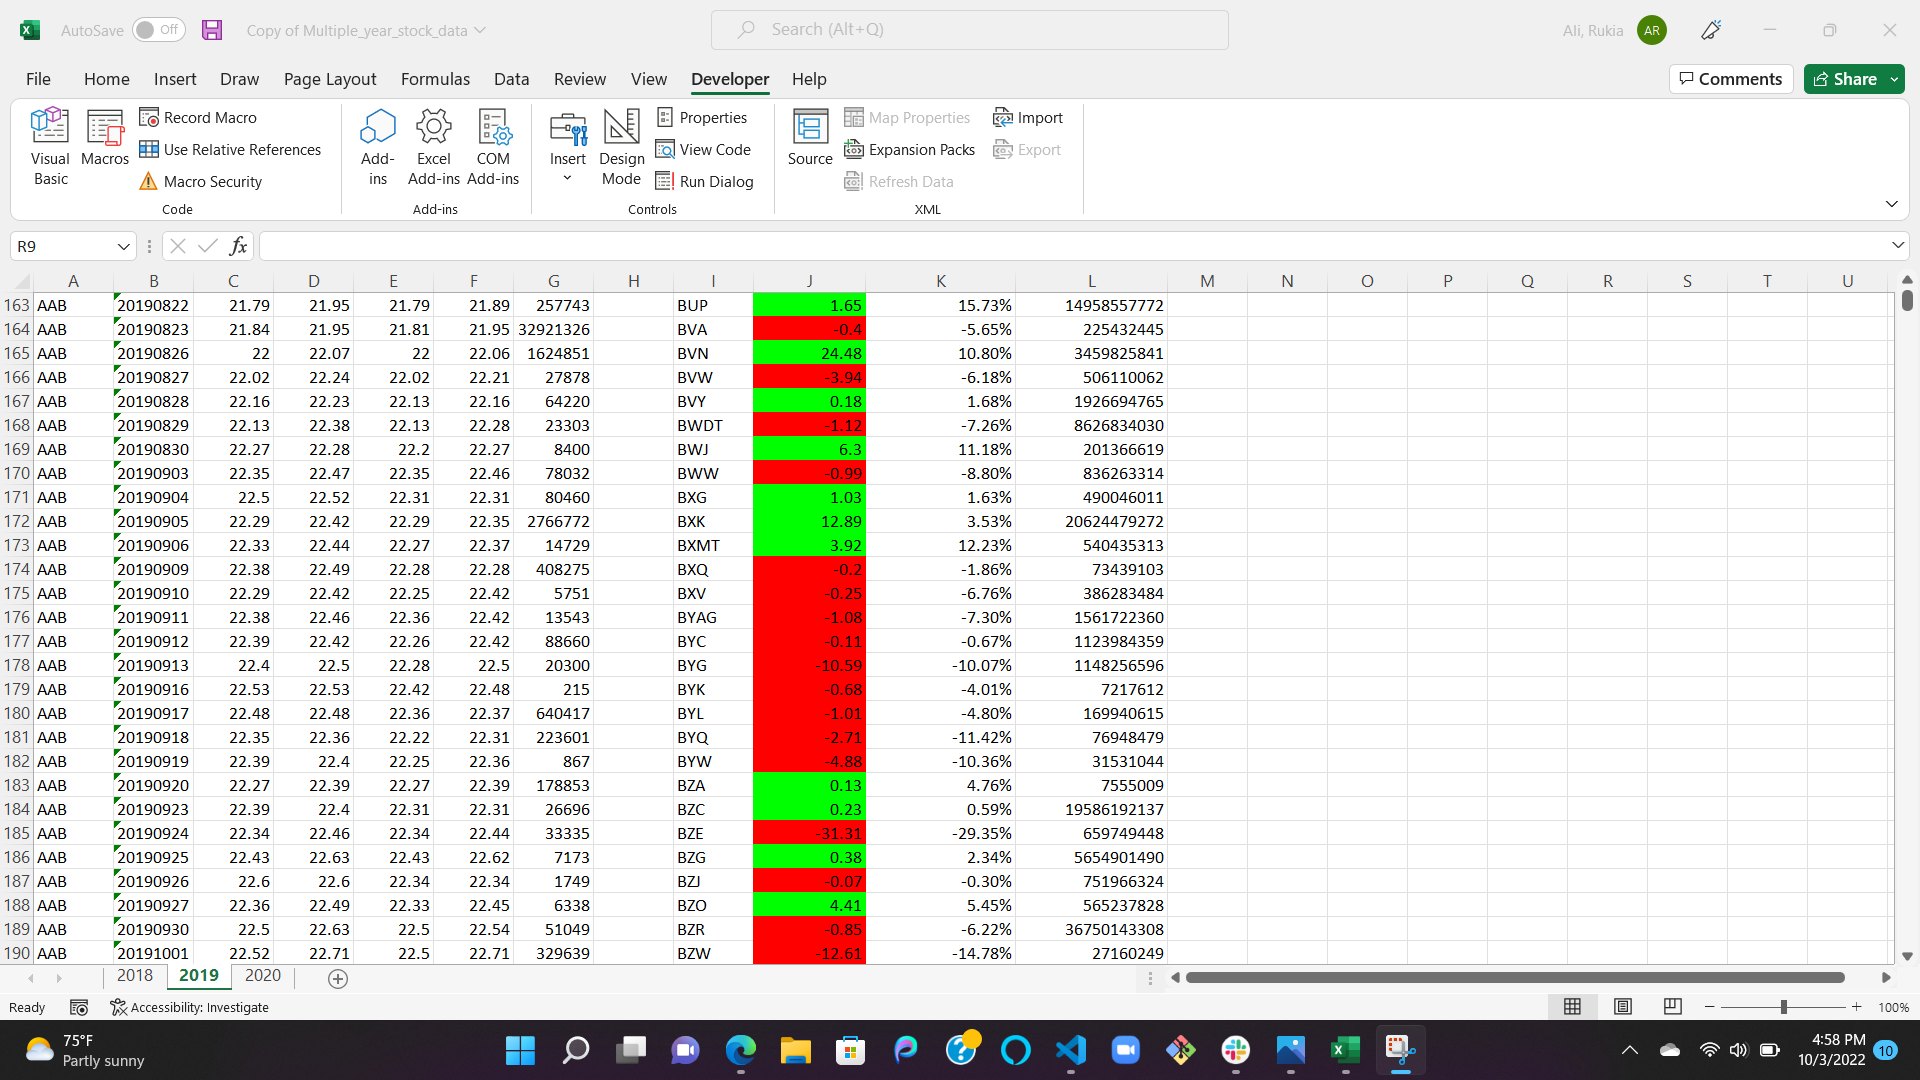 AutoSave Off Copy of Multiple_year_stock_data Search (Alt+Q) Ali, Rukia AR
File Home Insert Draw Page Layout Formulas Data Review View Developer Help Comments Share
Visual Basic
Macros
Record Macro
Use Relative References
Macro Security
Code
Add-ins
Excel Add-ins
COM Add-ins
Add-ins
Insert
Design Mode
Properties
View Code
Run Dialog
Controls
Source
Map Properties
Expansion Packs
Refresh Data
Import
Export
XML
R9 fx
A B C D E F G H I J K L M N O P Q R S T U
163 AAB 20190822 21.79 21.95 21.79 21.89 257743 BUP 1.65 15.73% 14958557772
164 AAB 20190823 21.84 21.95 21.81 21.95 32921326 BVA -0.4 -5.65% 225432445
165 AAB 20190826 22 22.07 22 22.06 1624851 BVN 24.48 10.80% 3459825841
166 AAB 20190827 22.02 22.24 22.02 22.21 27878 BVW -3.94 -6.18% 506110062
167 AAB 20190828 22.16 22.23 22.13 22.16 64220 BVY 0.18 1.68% 1926694765
168 AAB 20190829 22.13 22.38 22.13 22.28 23303 BWDT -1.12 -7.26% 8626834030
169 AAB 20190830 22.27 22.28 22.2 22.27 8400 BWJ 6.3 11.18% 201366619
170 AAB 20190903 22.35 22.47 22.35 22.46 78032 BWW -0.99 -8.80% 836263314
171 AAB 20190904 22.5 22.52 22.31 22.31 80460 BXG 1.03 1.63% 490046011
172 AAB 20190905 22.29 22.42 22.29 22.35 2766772 BXK 12.89 3.53% 20624479272
173 AAB 20190906 22.33 22.44 22.27 22.37 14729 BXMT 3.92 12.23% 540435313
174 AAB 20190909 22.38 22.49 22.28 22.28 408275 BXQ -0.2 -1.86% 73439103
175 AAB 20190910 22.29 22.42 22.25 22.42 5751 BXV -0.25 -6.76% 386283484
176 AAB 20190911 22.38 22.46 22.36 22.42 13543 BYAG -1.08 -7.30% 1561722360
177 AAB 20190912 22.39 22.42 22.26 22.42 88660 BYC -0.11 -0.67% 1123984359
178 AAB 20190913 22.4 22.5 22.28 22.5 20300 BYG -10.59 -10.07% 1148256596
179 AAB 20190916 22.53 22.53 22.42 22.48 215 BYK -0.68 -4.01% 7217612
180 AAB 20190917 22.48 22.48 22.36 22.37 640417 BYL -1.01 -4.80% 169940615
181 AAB 20190918 22.35 22.36 22.22 22.31 223601 BYQ -2.71 -11.42% 76948479
182 AAB 20190919 22.39 22.4 22.25 22.36 867 BYW -4.88 -10.36% 31531044
183 AAB 20190920 22.27 22.39 22.27 22.39 178853 BZA 0.13 4.76% 7555009
184 AAB 20190923 22.39 22.4 22.31 22.31 26696 BZC 0.23 0.59% 19586192137
185 AAB 20190924 22.34 22.46 22.34 22.44 33335 BZE -31.31 -29.35% 659749448
186 AAB 20190925 22.43 22.63 22.43 22.62 7173 BZG 0.38 2.34% 5654901490
187 AAB 20190926 22.6 22.6 22.34 22.34 1749 BZJ -0.07 -0.30% 751966324
188 AAB 20190927 22.36 22.49 22.33 22.45 6338 BZO 4.41 5.45% 565237828
189 AAB 20190930 22.5 22.63 22.5 22.54 51049 BZR -0.85 -6.22% 36750143308
190 AAB 20191001 22.52 22.71 22.5 22.71 329639 BZW -12.61 -14.78% 27160249
2018 2019 2020
Ready Accessibility: Investigate 100%
75°F
Partly sunny
4:58 PM
10/3/2022 10